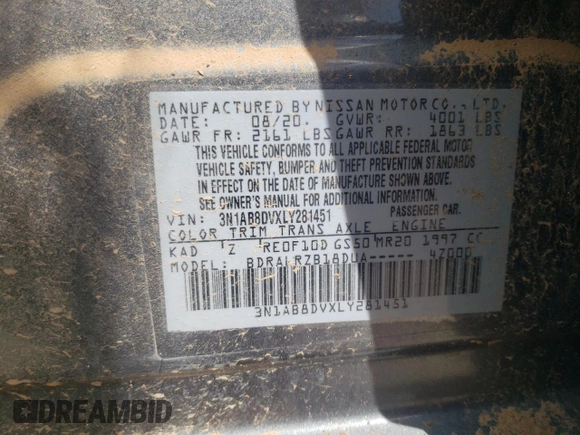 MANUFACTURED BY NISSAN MOTOR CO., LTD.
DATE: 08/20. GVWR: 4001 LBS
GAWR FR: 2161 LBS GAWR RR: 1863 LBS
THIS VEHICLE CONFORMS TO ALL APPLICABLE FEDERAL MOTOR
VEHICLE SAFETY, BUMPER AND THEFT PREVENTION STANDARDS
IN EFFECT ON THE DATE OF MANUFACTURE SHOWN ABOVE.
SEE OWNER'S MANUAL FOR ADDITIONAL INFORMATION.
VIN: 3N1AB8DVXLY281451 PASSENGER CAR.
COLOR TRIM TRANS AXLE ENGINE
KAD Z RE0F10D GS50 MR20 1997 CC
MODEL: BDRALRZB18DUA----- 4Z000
3N1AB8DVXLY281451
DREAMBID